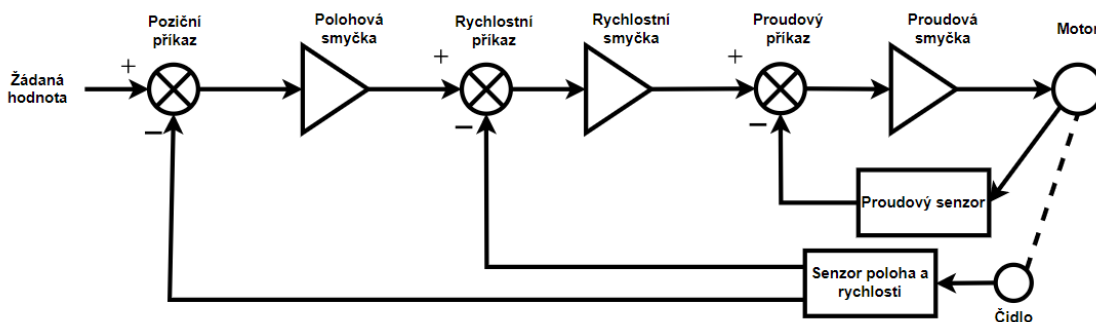 Poziční
příkaz
Polohová
smyčka
Rychlostní
příkaz
Rychlostní
smyčka
Proudový
příkaz
Proudová
smyčka
Motor
Žádaná
hodnota
+
−
+
−
+
−
Proudový senzor
Senzor poloha a
rychlosti
Čidlo